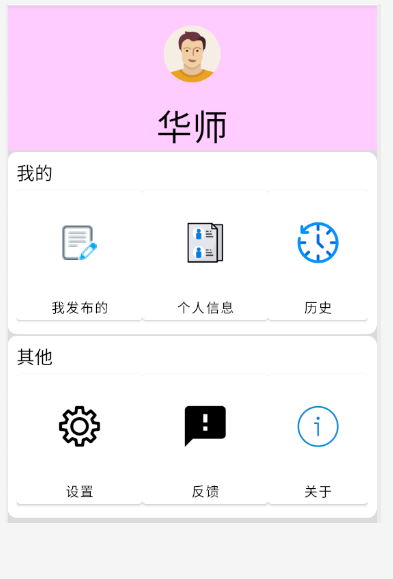 华师
我的
我发布的 个人信息 历史
其他
设置 反馈 关于